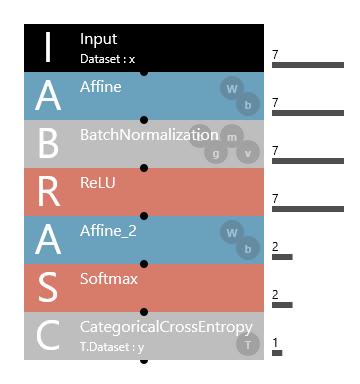 I
Input
Dataset : x
7
A
Affine
W
b
7
B
BatchNormalization
m
g
v
7
R
ReLU
7
A
Affine_2
W
b
2
S
Softmax
2
C
CategoricalCrossEntropy
T.Dataset : y
T
1